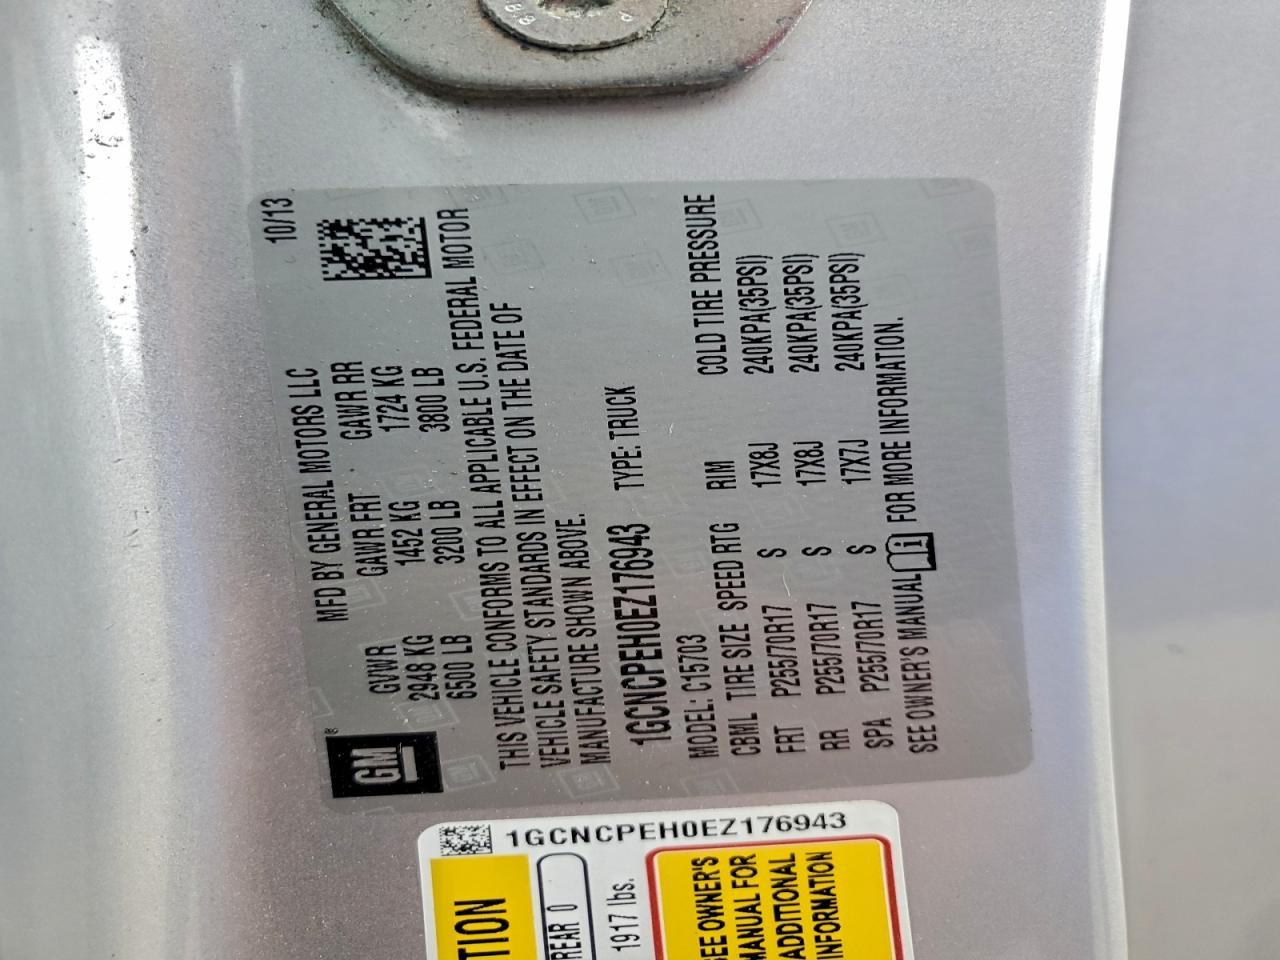 GM
®
MFD BY GENERAL MOTORS LLC 10/13
GVWR GAWR FRT GAWR RR
2948 KG 1452 KG 1724 KG
6500 LB 3200 LB 3800 LB
THIS VEHICLE CONFORMS TO ALL APPLICABLE U.S. FEDERAL MOTOR
VEHICLE SAFETY STANDARDS IN EFFECT ON THE DATE OF
MANUFACTURE SHOWN ABOVE.
1GCNCPEH0EZ176943 TYPE: TRUCK
MODEL: C15703
CBML TIRE SIZE SPEED RTG RIM COLD TIRE PRESSURE
FRT P255/70R17 S 17X8J 240KPA(35PSI)
RR P255/70R17 S 17X8J 240KPA(35PSI)
SPA P255/70R17 S 17X7J 240KPA(35PSI)
SEE OWNER'S MANUAL FOR MORE INFORMATION.
1GCNCPEH0EZ176943
TION
REAR 0
1917 lbs.
SEE OWNER'S
MANUAL FOR
ADDITIONAL
INFORMATION